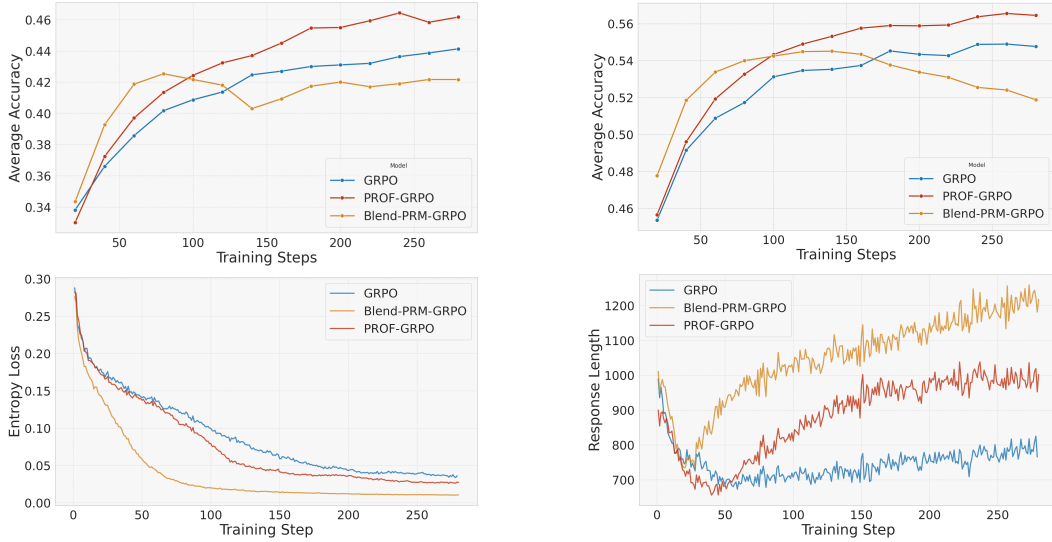 Average Accuracy
0.46
0.44
0.42
0.40
0.38
0.36
0.34
50
100
150
200
250
Training Steps
Model
GRPO
PROF-GRPO
Blend-PRM-GRPO
Average Accuracy
0.56
0.54
0.52
0.50
0.48
0.46
50
100
150
200
250
Training Steps
Model
GRPO
PROF-GRPO
Blend-PRM-GRPO
Entropy Loss
0.30
0.25
0.20
0.15
0.10
0.05
0.00
0
50
100
150
200
250
Training Step
GRPO
Blend-PRM-GRPO
PROF-GRPO
Response Length
1200
1100
1000
900
800
700
0
50
100
150
200
250
Training Step
GRPO
Blend-PRM-GRPO
PROF-GRPO